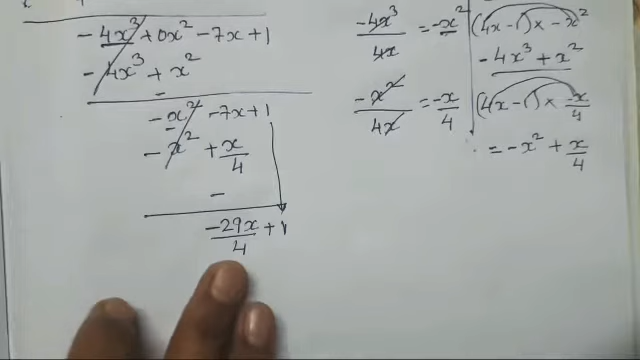 - 4x³ + 0x² - 7x + 1
- 4x³ + x²
-
- x² - 7x + 1
- x² + x/4
-
-29x/4 + 1
-4x³/4x = -x²
-x²/4x = -x/4
(4x - 1) x - x²
- 4x³ + x²
(4x - 1) x -x/4
= - x² + x/4